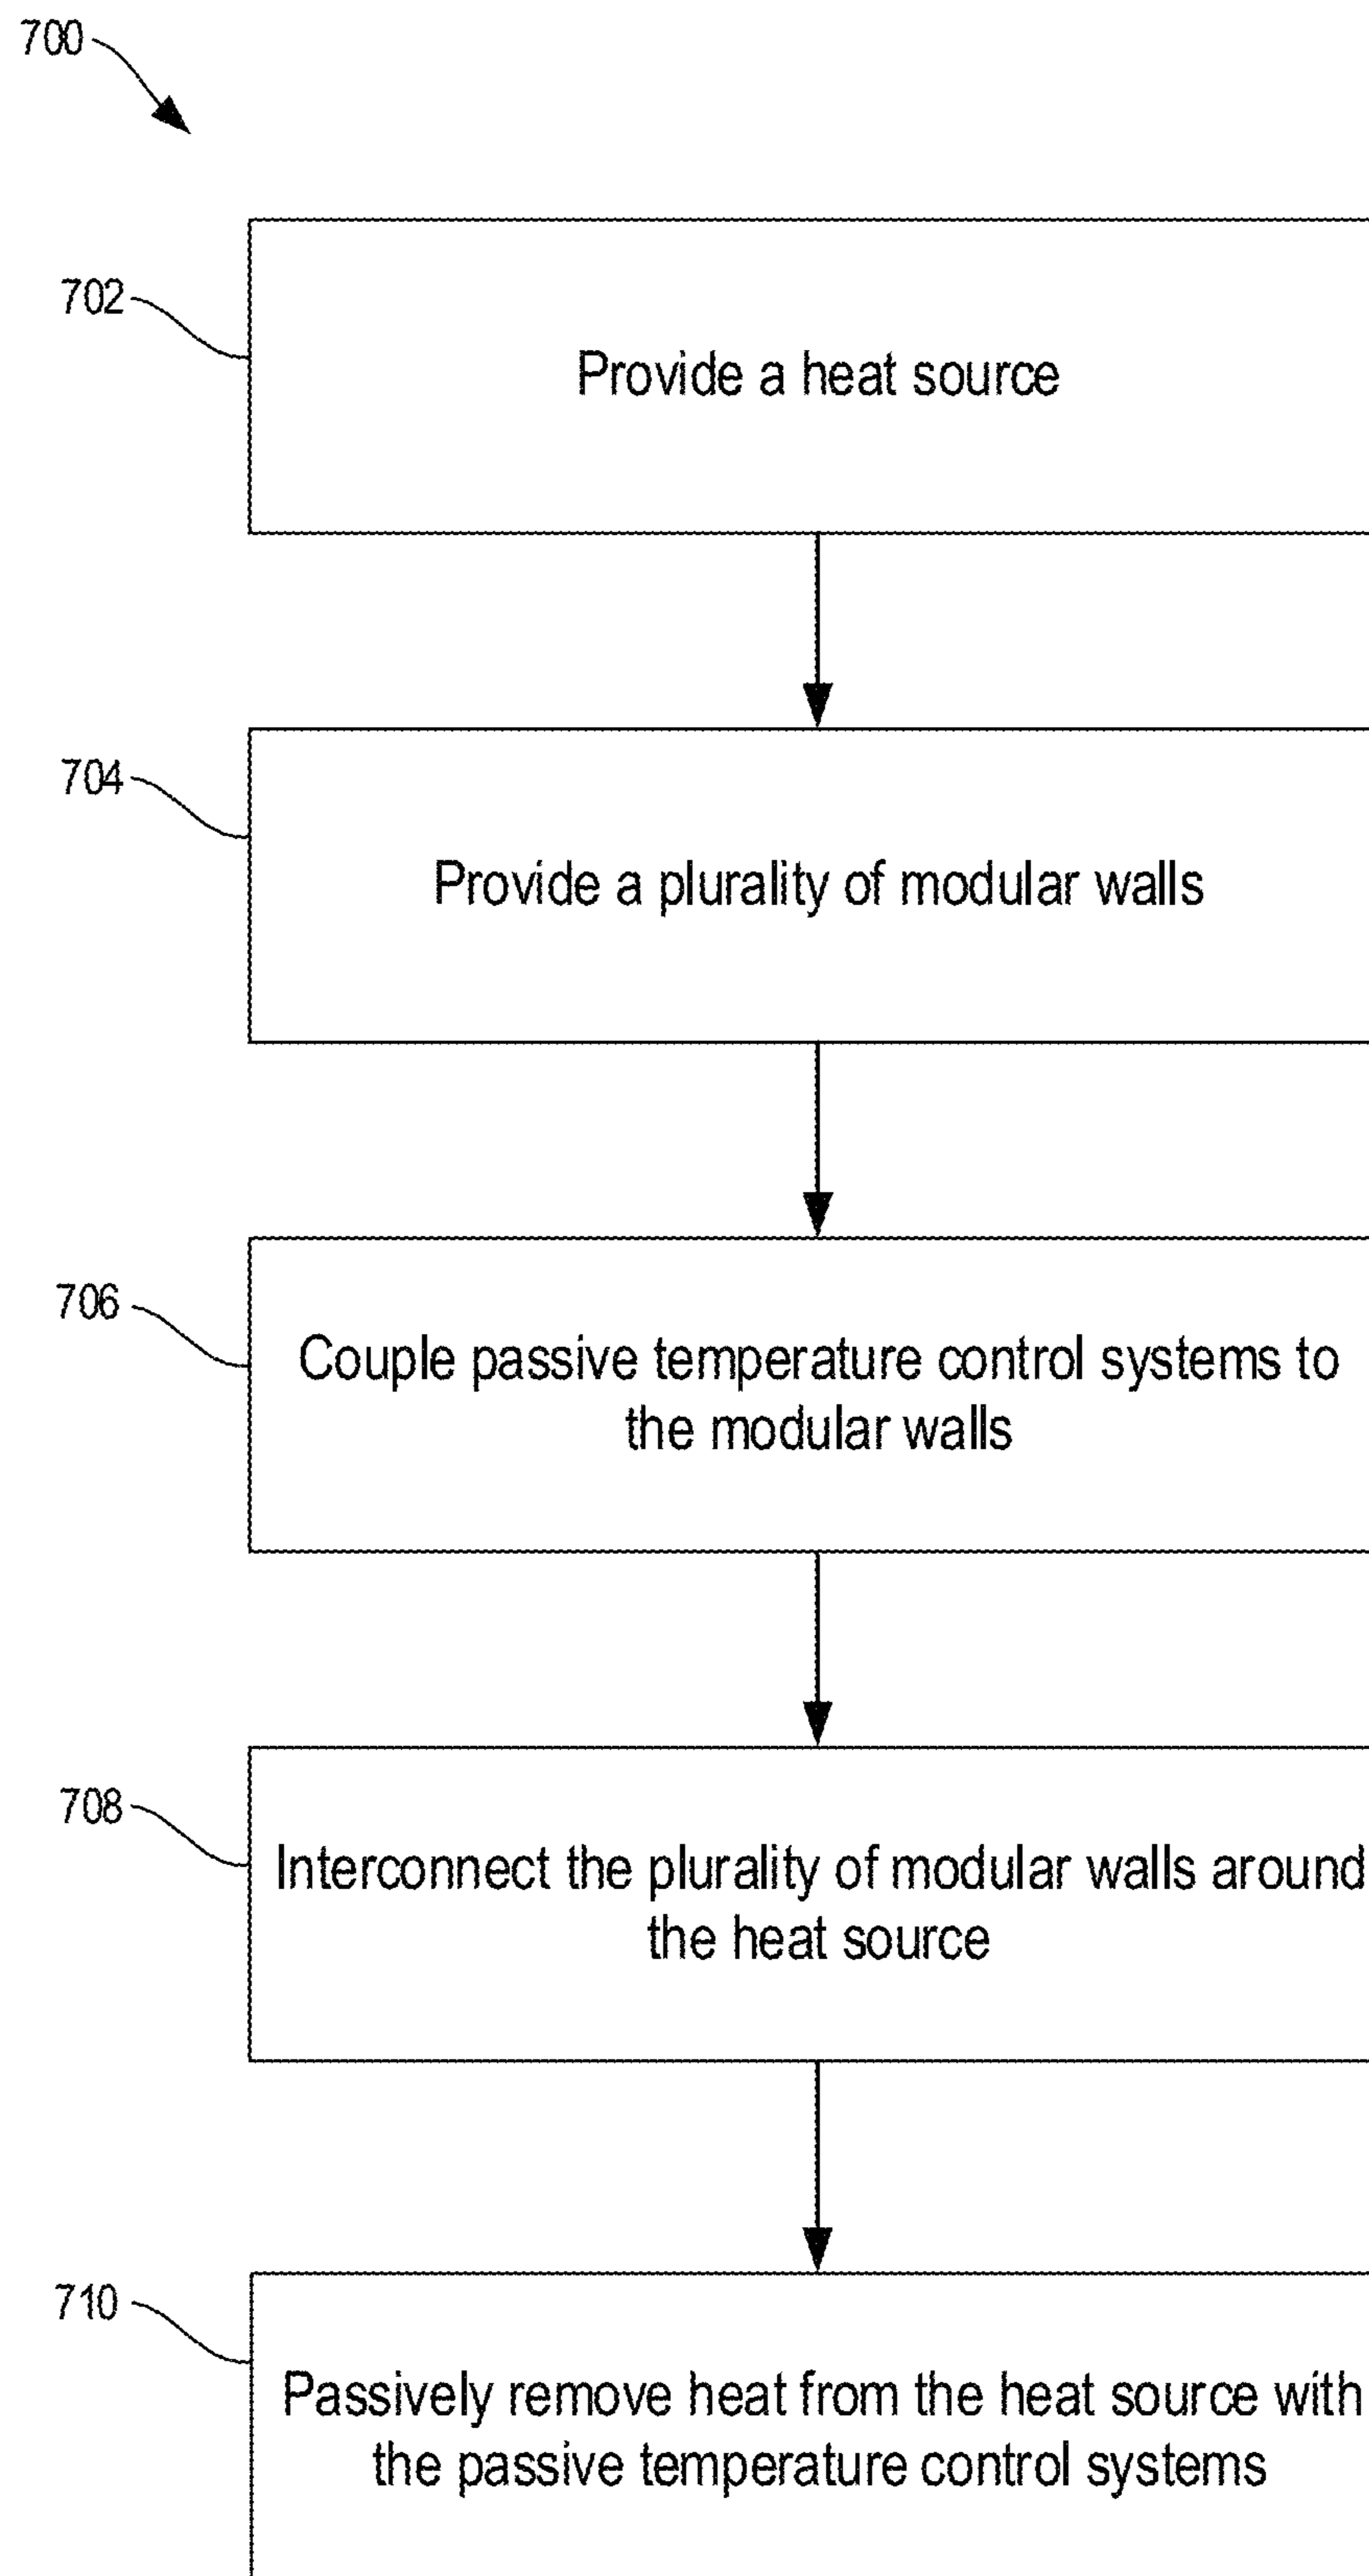 700
702
Provide a heat source
704
Provide a plurality of modular walls
706
Couple passive temperature control systems to
the modular walls
708
Interconnect the plurality of modular walls around
the heat source
710
Passively remove heat from the heat source with
the passive temperature control systems